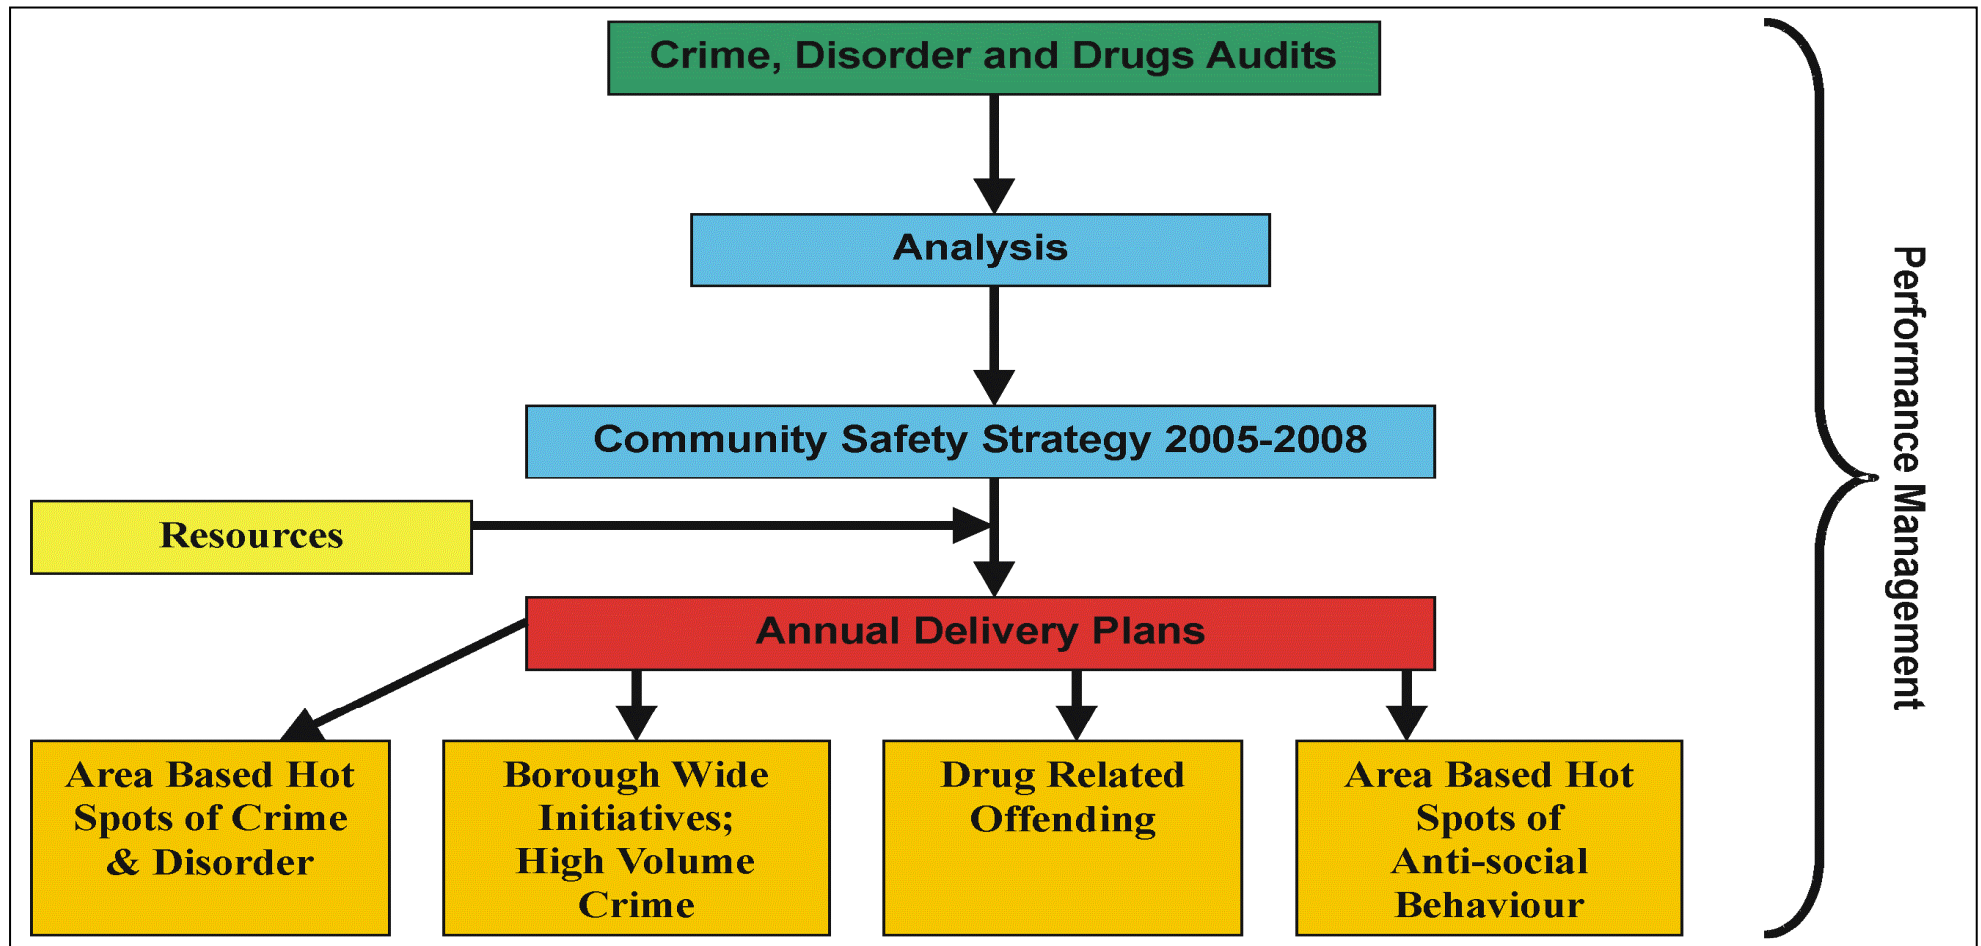 Crime, Disorder and Drugs Audits
Analysis
Community Safety Strategy 2005-2008
Resources
Annual Delivery Plans
Area Based Hot
Spots of Crime
& Disorder
Borough Wide
Initiatives;
High Volume
Crime
Drug Related
Offending
Area Based Hot
Spots of
Anti-social
Behaviour
Performance Management